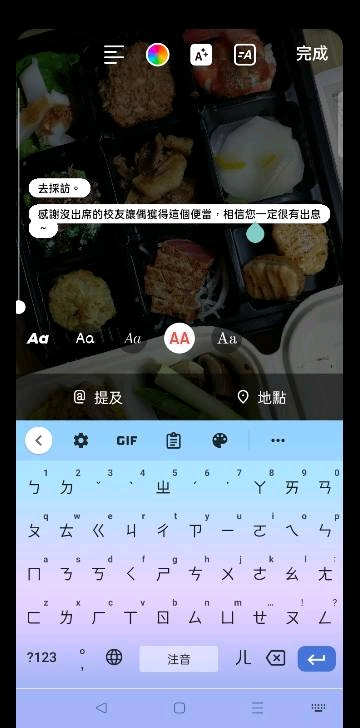 完成
去採訪。
感謝沒出席的校友讓偶獲得這個便當,相信您一定很有出息
~
Aa Aa Aa AA Aa
@ 提及 地點
GIF
1 2 3 4 5 6 7 8 9 0
ㄅ ㄉ ˇ ˋ ㄓ ˊ ˙ ㄚ ㄞ ㄢ
q w e r t y u i o p
ㄆ ㄊ ㄍ ㄐ ㄔ ㄗ ㄧ ㄛ ㄟ ㄣ
a s d f g h j k l
ㄇ ㄋ ㄎ ㄑ ㄕ ㄘ ㄨ ㄜ ㄠ ㄤ
z x c v b n m ... ! ?
ㄈ ㄌ ㄏ ㄒ ㄖ ㄙ ㄩ ㄝ ㄡ ㄥ
?123 °, 注音 ㄦ